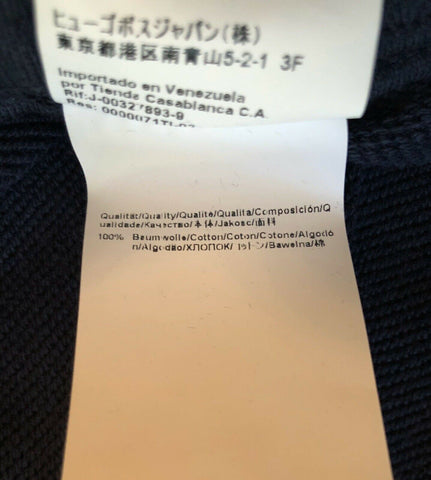 ヒューゴボスジャパン(株)
東京都港区南青山5-2-1 3F
Importado en Venezuela
por Tienda Casablanca C.A.
Rif:J-00327893-9
Res: 0000071TI-03
Qualität/Quality/Qualité/Qualità/Composición/Q
ualidade/Качество/本体/Jakość/面料
100% Baumwolle/Cotton/Coton/Cotone/Algodó
n/Algodão/ХЛОПОК/コットン/Bawełna/棉